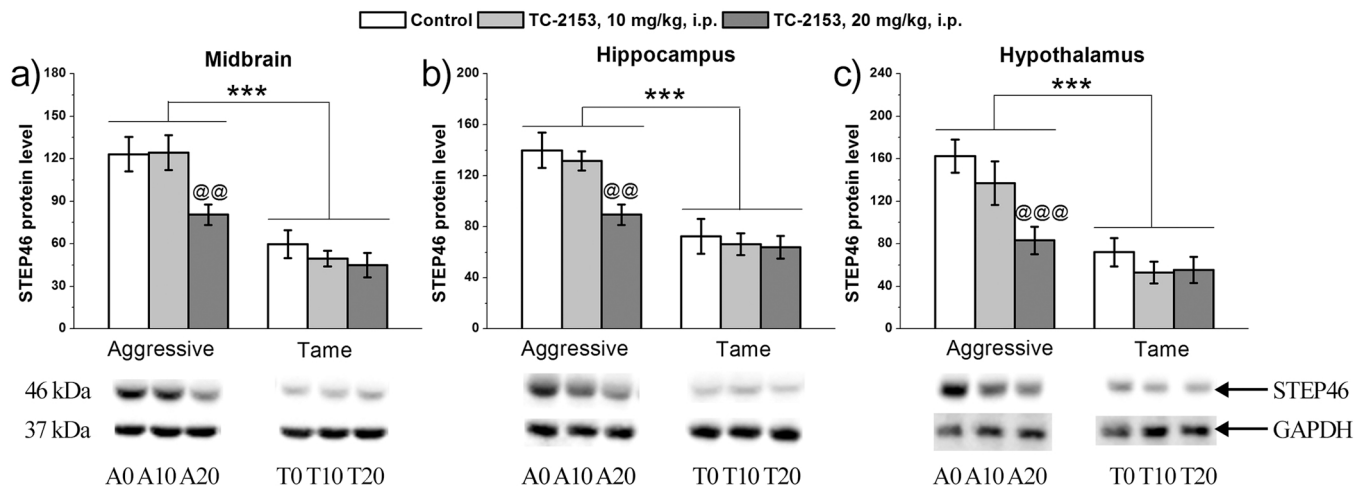 Control TC-2153, 10 mg/kg, i.p. TC-2153, 20 mg/kg, i.p.
a) Midbrain
STEP46 protein level
180
150
120
90
60
30
0
***
@@
Aggressive Tame
b) Hippocampus
STEP46 protein level
200
160
120
80
40
0
***
@@
Aggressive Tame
c) Hypothalamus
STEP46 protein level
240
200
160
120
80
40
0
***
@@@
Aggressive Tame
46 kDa
STEP46
37 kDa
GAPDH
A0 A10 A20 T0 T10 T20 A0 A10 A20 T0 T10 T20 A0 A10 A20 T0 T10 T20